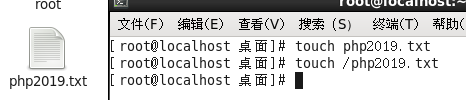 root
php2019.txt
root@localhost
文件(F) 编辑(E) 查看(V) 搜索 (S) 终端(T) 帮助
[ root@localhost 桌面]# touch php2019.txt
[ root@localhost 桌面]# touch /php2019.txt
[ root@localhost 桌面]#